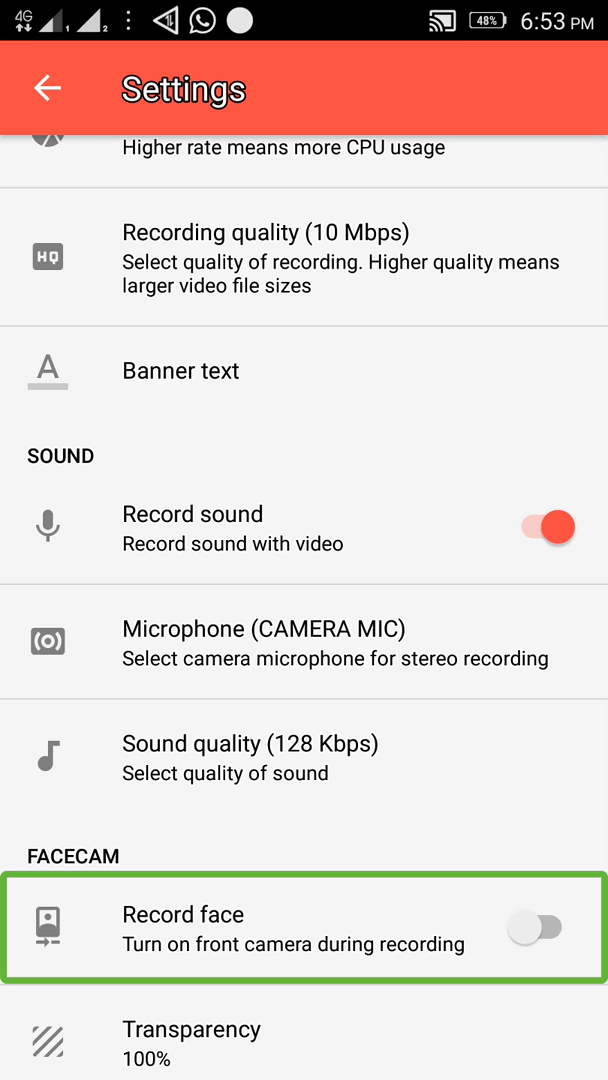 4G 1 2 48% 6:53 PM
Settings
Higher rate means more CPU usage
Recording quality (10 Mbps)
HQ
Select quality of recording. Higher quality means
larger video file sizes
A
Banner text
SOUND
Record sound
Record sound with video
Microphone (CAMERA MIC)
Select camera microphone for stereo recording
Sound quality (128 Kbps)
Select quality of sound
FACECAM
Record face
Turn on front camera during recording
Transparency
100%